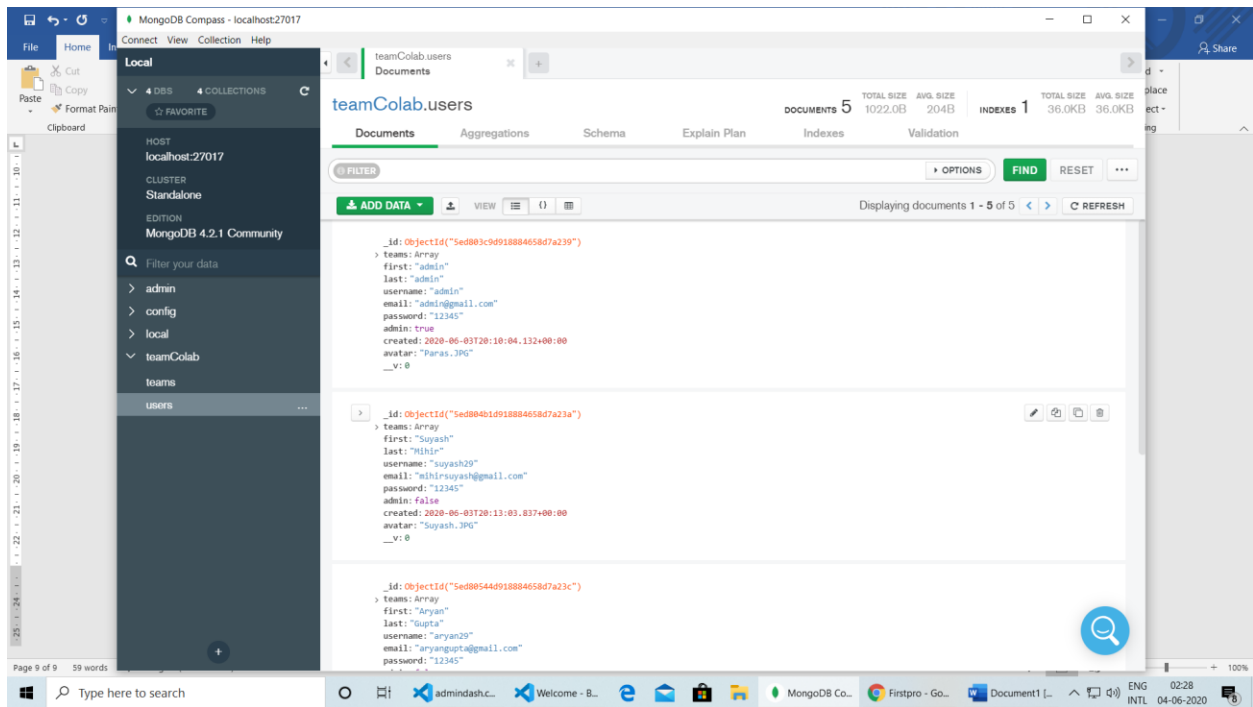 MongoDB Compass - localhost:27017
File Home In
Share
Connect View Collection Help
Cut
Copy
Paste
Format Pain
Clipboard
Local
4 DBS 4 COLLECTIONS
FAVORITE
HOST
localhost:27017
CLUSTER
Standalone
EDITION
MongoDB 4.2.1 Community
Filter your data
admin
config
local
teamColab
teams
users
...
teamColab.users
Documents
teamColab.users
DOCUMENTS 5
TOTAL SIZE 1022.0B
AVG. SIZE 204B
INDEXES 1
TOTAL SIZE 36.0KB
AVG. SIZE 36.0KB
Documents Aggregations Schema Explain Plan Indexes Validation
FILTER
OPTIONS
FIND
RESET
...
ADD DATA
VIEW
{}
Displaying documents 1 - 5 of 5
REFRESH
_id:ObjectId("5ed803c9d918884658d7a239")
teams:Array
first:"admin"
last:"admin"
username:"admin"
email:"admin@gmail.com"
password:"12345"
admin:true
created:2020-06-03T20:10:04.132+00:00
avatar:"Paras.JPG"
__v:0
_id:ObjectId("5ed804b1d918884658d7a23a")
teams:Array
first:"Suyash"
last:"Mihir"
username:"suyash29"
email:"mihirsuyash@gmail.com"
password:"12345"
admin:false
created:2020-06-03T20:13:03.837+00:00
avatar:"Suyash.JPG"
__v:0
_id:ObjectId("5ed80544d918884658d7a23c")
teams:Array
first:"Aryan"
last:"Gupta"
username:"aryan29"
email:"aryangupta@gmail.com"
password:"12345"
d
place
ect
ing
Page 9 of 9 59 words
100%
Type here to search
admindash.c...
Welcome - B...
MongoDB Co...
Firstpro - Go...
Document1 [...
ENG
INTL
02:28
04-06-2020
8